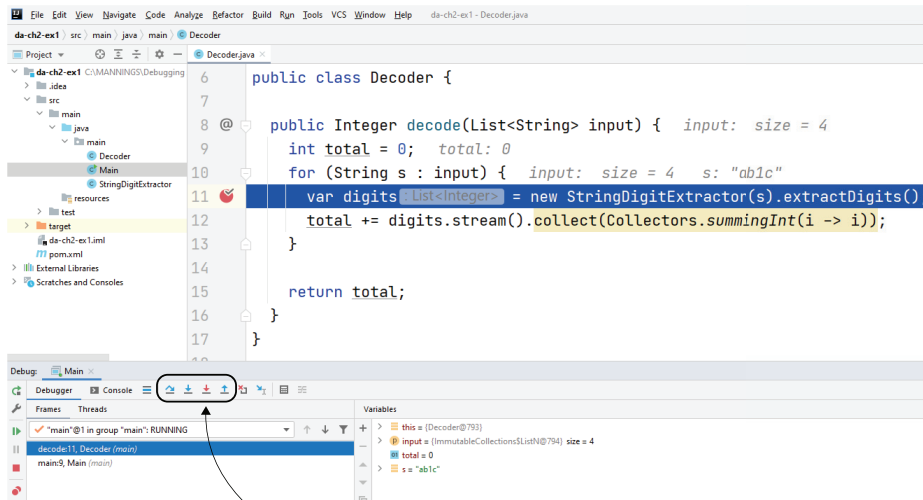 File Edit View Navigate Code Analyze Refactor Build Run Tools VCS Window Help da-ch2-ex1 - Decoder.java
da-ch2-ex1 src main java main Decoder
Project Decoder.java
da-ch2-ex1 C:\MANNINGS\Debugging
.idea
src
main
java
main
Decoder
Main
StringDigitExtractor
resources
test
target
da-ch2-ex1.iml
pom.xml
External Libraries
Scratches and Consoles
6 public class Decoder {
7
8 @ public Integer decode(List<String> input) { input: size = 4
9 int total = 0; total: 0
10 for (String s : input) { input: size = 4 s: "ab1c"
11 var digits : List<Integer> = new StringDigitExtractor(s).extractDigits()
12 total += digits.stream().collect(Collectors.summingInt(i -> i));
13 }
14
15 return total;
16 }
17 }
Debug: Main
Debugger Console
Frames Threads Variables
"main"@1 in group "main": RUNNING
decode:11, Decoder (main)
main:9, Main (main)
this = {Decoder@793}
input = {ImmutableCollections$ListN@794} size = 4
total = 0
s = "ab1c"